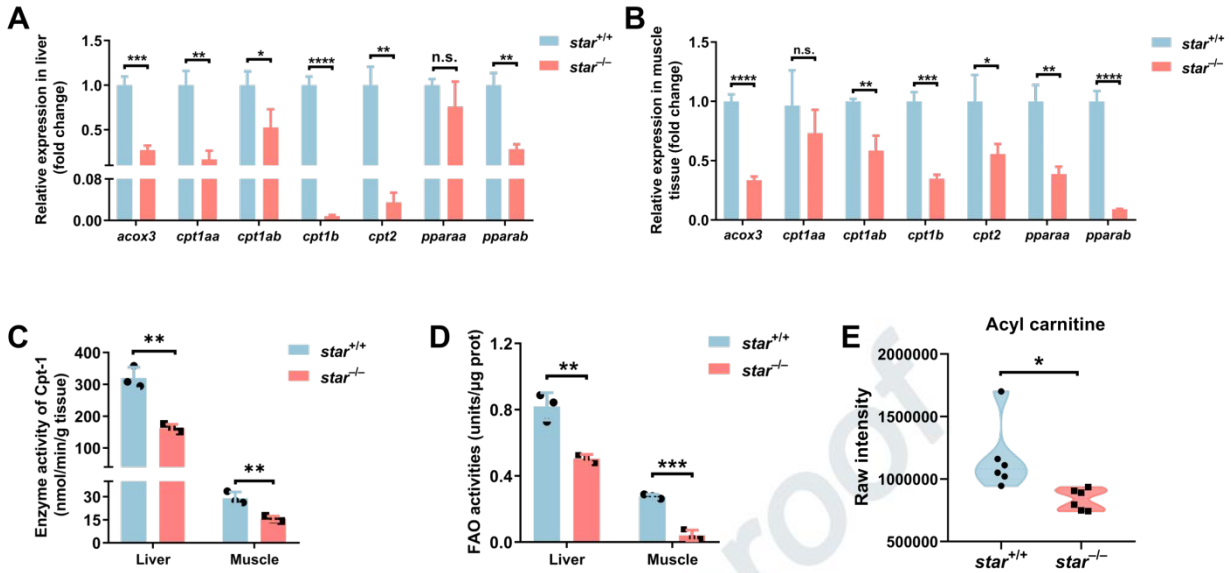 A
Relative expression in liver
(fold change)
1.5
1.0
0.5
0.08
0.00
***
**
*
****
**
n.s.
**
star+/+
star–/–
acox3 cpt1aa cpt1ab cpt1b cpt2 pparaa pparab
B
Relative expression in muscle
tissue (fold change)
1.5
1.0
0.5
0.0
****
n.s.
**
***
*
**
****
star+/+
star–/–
acox3 cpt1aa cpt1ab cpt1b cpt2 pparaa pparab
C
Enzyme activity of Cpt-1
(nmol/min/g tissue)
400
300
200
100
30
15
0
**
**
star+/+
star–/–
Liver Muscle
D
FAO activities (units/μg prot)
1.2
0.8
0.4
0.0
**
***
star+/+
star–/–
Liver Muscle
E
Acyl carnitine
Raw intensity
2000000
1500000
1000000
500000
*
star+/+ star–/–
roof